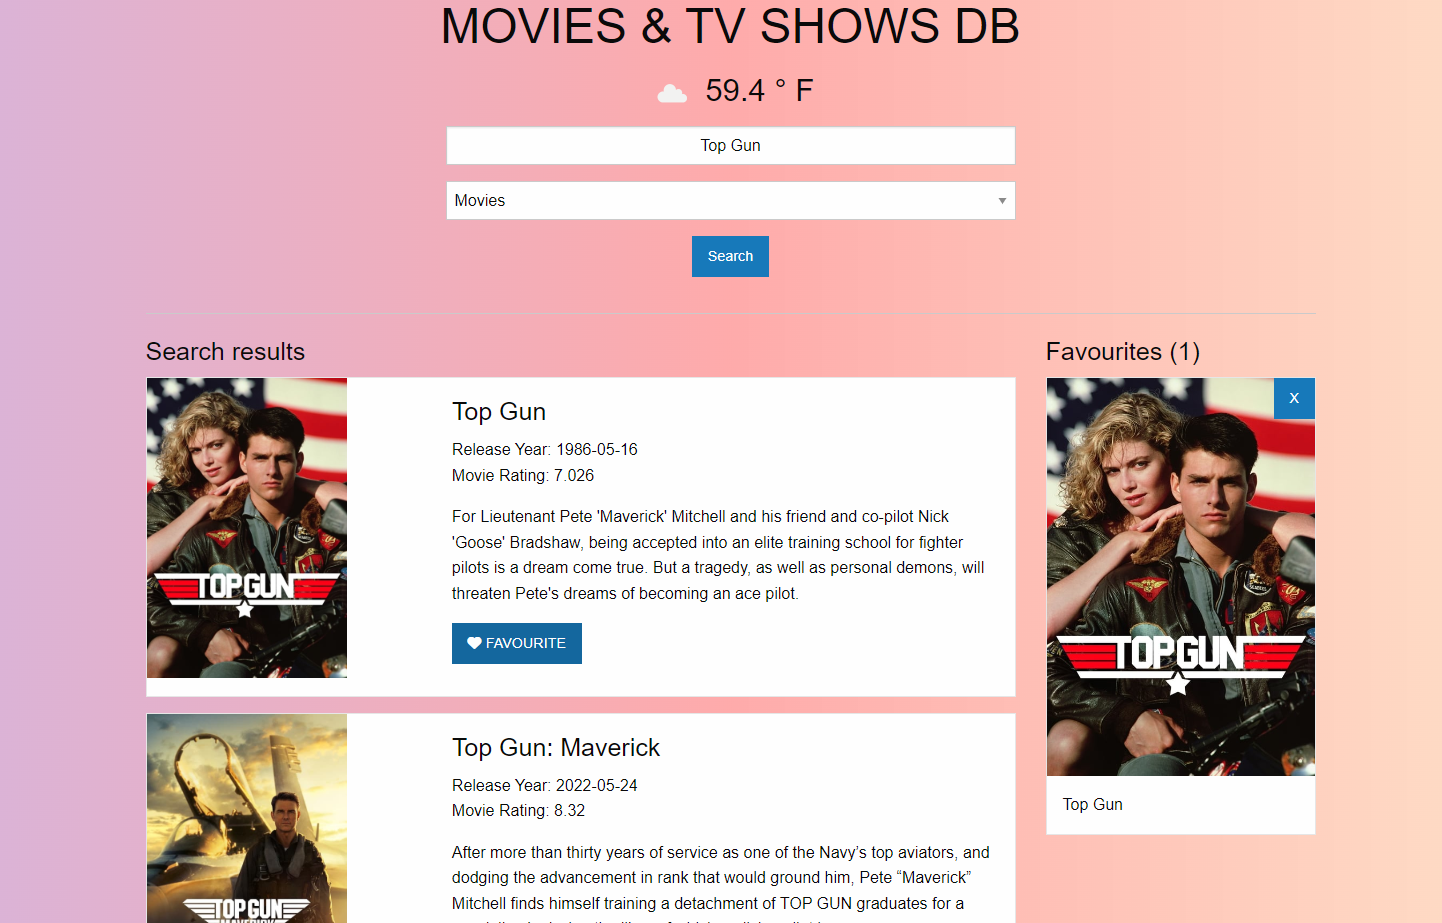 MOVIES & TV SHOWS DB
59.4 ° F
Top Gun
Movies
Search
Search results
TOP GUN
Top Gun
Release Year: 1986-05-16
Movie Rating: 7.026
For Lieutenant Pete 'Maverick' Mitchell and his friend and co-pilot Nick
'Goose' Bradshaw, being accepted into an elite training school for fighter
pilots is a dream come true. But a tragedy, as well as personal demons, will
threaten Pete's dreams of becoming an ace pilot.
FAVOURITE
TOP GUN
MAVERICK
Top Gun: Maverick
Release Year: 2022-05-24
Movie Rating: 8.32
After more than thirty years of service as one of the Navy’s top aviators, and
dodging the advancement in rank that would ground him, Pete “Maverick”
Mitchell finds himself training a detachment of TOP GUN graduates for a
Favourites (1)
X
TOP GUN
Top Gun